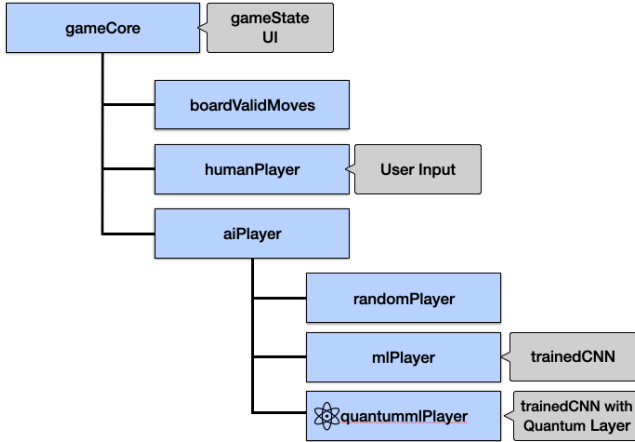 gameCore
gameState
UI
boardValidMoves
humanPlayer
User Input
aiPlayer
randomPlayer
mlPlayer
trainedCNN
quantummlPlayer
trainedCNN with
Quantum Layer